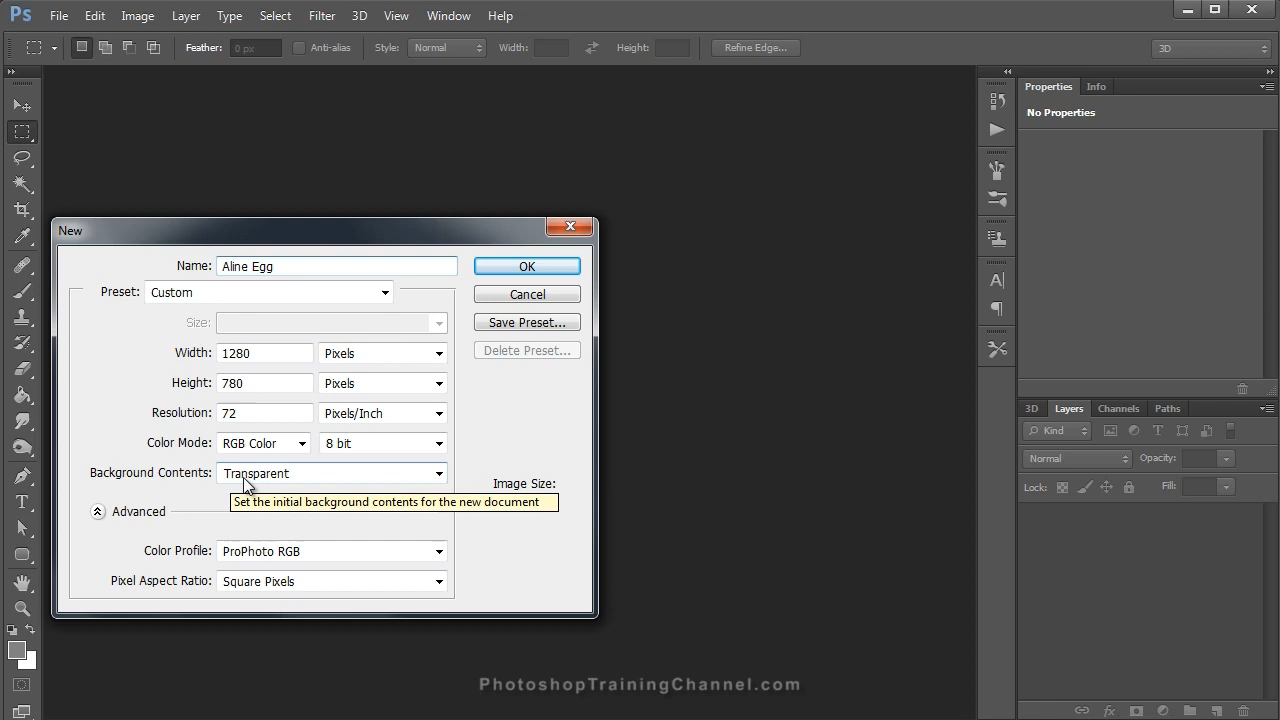 Ps File Edit Image Layer Type Select Filter 3D View Window Help
Feather: 0 px Anti-alias Style: Normal Width: Height: Refine Edge... 3D
Properties Info
No Properties
New
Name: Aline Egg OK
Preset: Custom Cancel
Size: Save Preset...
Width: 1280 Pixels Delete Preset...
Height: 780 Pixels
Resolution: 72 Pixels/Inch
Color Mode: RGB Color 8 bit
Background Contents: Transparent
Image Size:
Set the initial background contents for the new document
Advanced
Color Profile: ProPhoto RGB
Pixel Aspect Ratio: Square Pixels
3D Layers Channels Paths
Kind
Normal Opacity:
Lock: Fill:
PhotoshopTrainingChannel.com